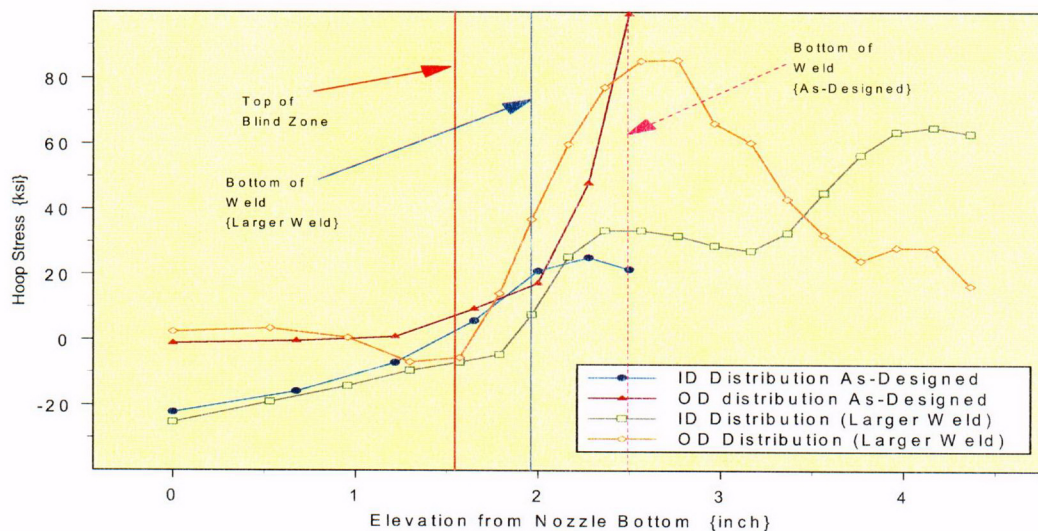 80
60
40
20
0
-20
Hoop Stress {ksi}
Top of
Blind Zone
Bottom of
Weld
{Larger Weld}
Bottom of
Weld
{As-Designed}
ID Distribution As-Designed
OD distribution As-Designed
ID Distribution (Larger Weld)
OD Distribution (Larger Weld)
0 1 2 3 4
Elevation from Nozzle Bottom {inch}